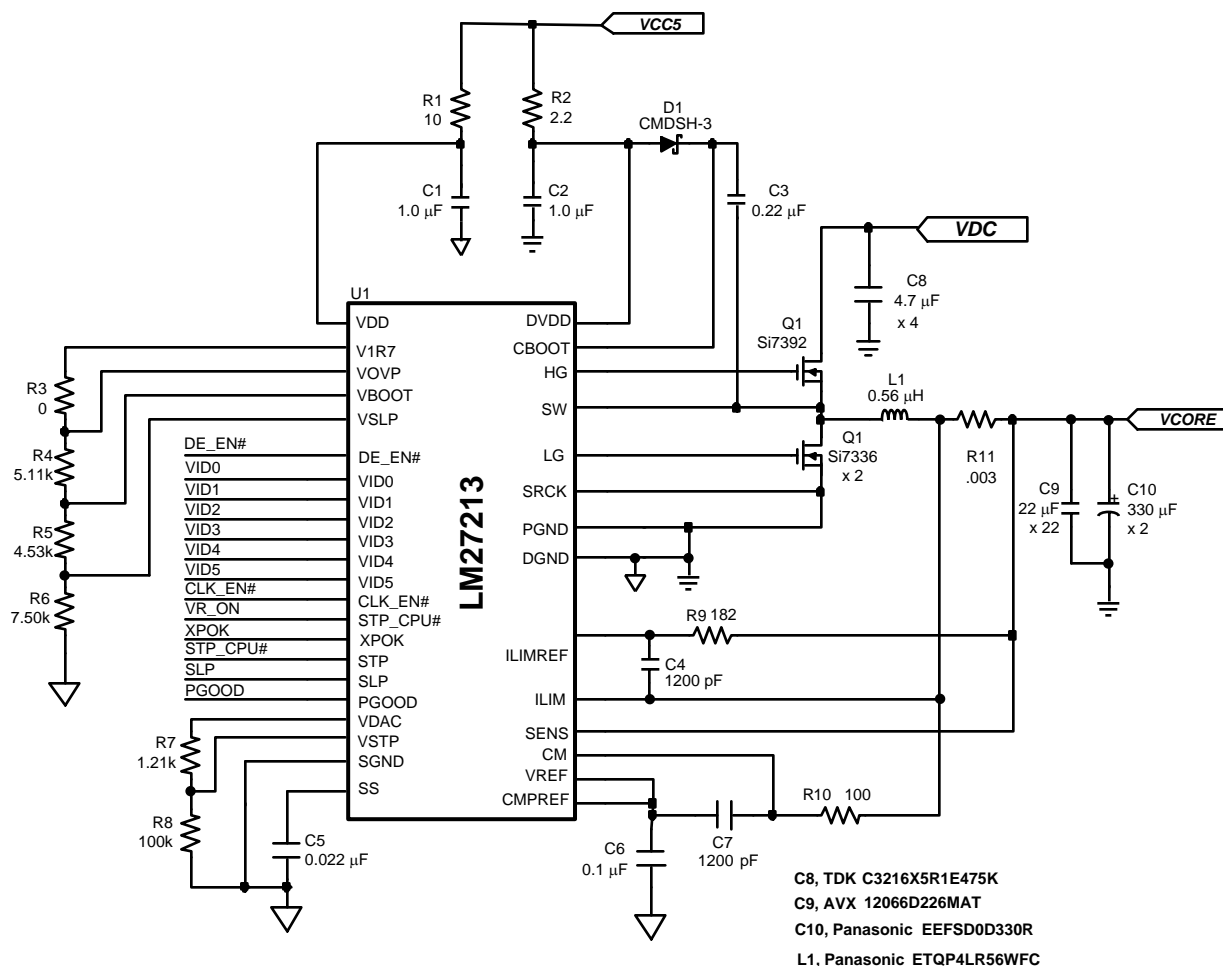 VCC5
R1
10
R2
2.2
D1
CMDSH-3
C1
1.0 μF
C2
1.0 μF
C3
0.22 μF
VDC
C8
4.7 μF
x 4
U1
VDD
V1R7
VOVP
VBOOT
VSLP
DE_EN#
VID0
VID1
VID2
VID3
VID4
VID5
CLK_EN#
STP_CPU#
XPOK
STP
SLP
PGOOD
VDAC
VSTP
SGND
SS
LM27213
DVDD
CBOOT
HG
SW
LG
SRCK
PGND
DGND
ILIMREF
ILIM
SENS
CM
VREF
CMPREF
R3
0
R4
5.11k
R5
4.53k
R6
7.50k
DE_EN#
VID0
VID1
VID2
VID3
VID4
VID5
CLK_EN#
VR_ON
XPOK
STP_CPU#
SLP
PGOOD
R7
1.21k
R8
100k
C5
0.022 μF
Q1
Si7392
L1
0.56 μH
Q1
Si7336
x 2
R11
.003
VCORE
C9
22 μF
x 22
+
C10
330 μF
x 2
R9 182
C4
1200 pF
R10 100
C7
1200 pF
C6
0.1 μF
C8, TDK C3216X5R1E475K
C9, AVX 12066D226MAT
C10, Panasonic EEFSD0D330R
L1, Panasonic ETQP4LR56WFC